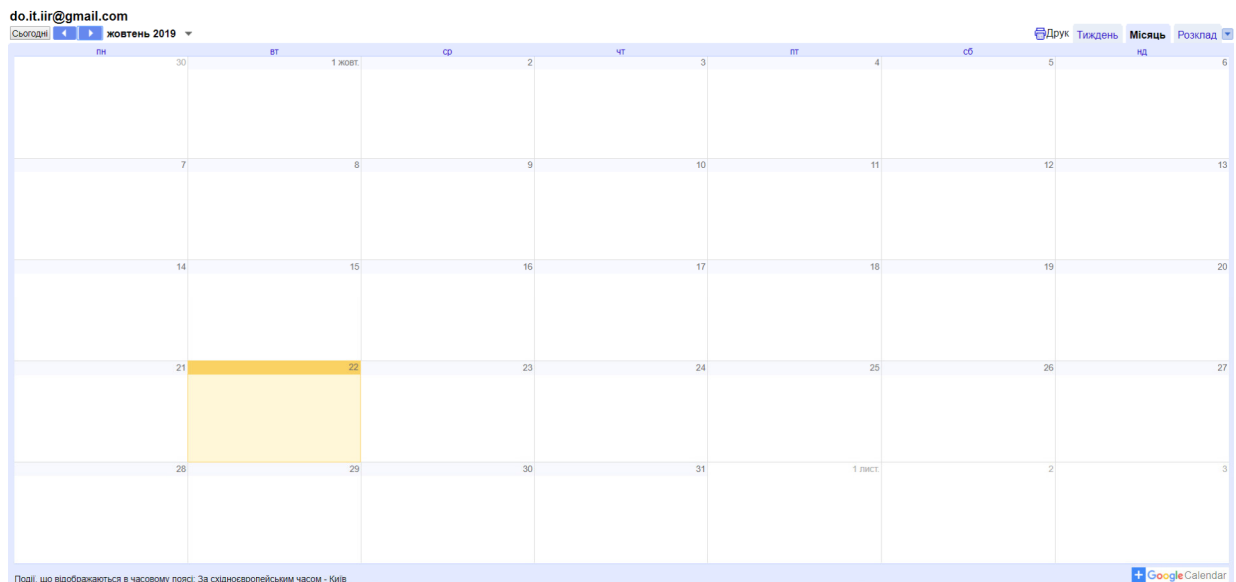 do.it.iir@gmail.com
Сьогодні жовтень 2019 Друк Тиждень Місяць Розклад
пн вт ср чт пт сб нд
30 1 жовт. 2 3 4 5 6
7 8 9 10 11 12 13
14 15 16 17 18 19 20
21 22 23 24 25 26 27
28 29 30 31 1 лист. 2 3
Події, що відображаються в часовому поясі: За східноєвропейським часом - Київ
Google Calendar